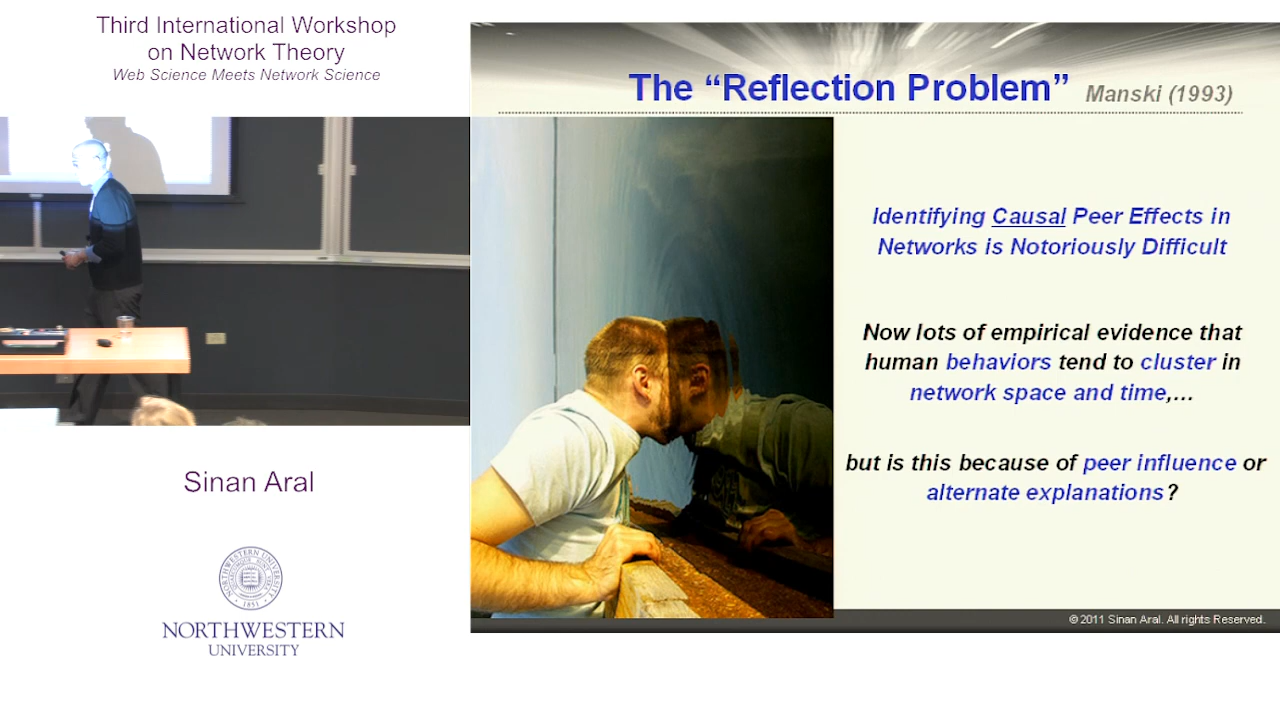 Third International Workshop
on Network Theory
Web Science Meets Network Science
The “Reflection Problem” Manski (1993)
Identifying Causal Peer Effects in
Networks is Notoriously Difficult
Now lots of empirical evidence that
human behaviors tend to cluster in
network space and time,...
but is this because of peer influence or
alternate explanations?
© 2011 Sinan Aral. All rights Reserved.
Sinan Aral
NORTHWESTERN UNIVERSITY
1851
NORTHWESTERN
UNIVERSITY